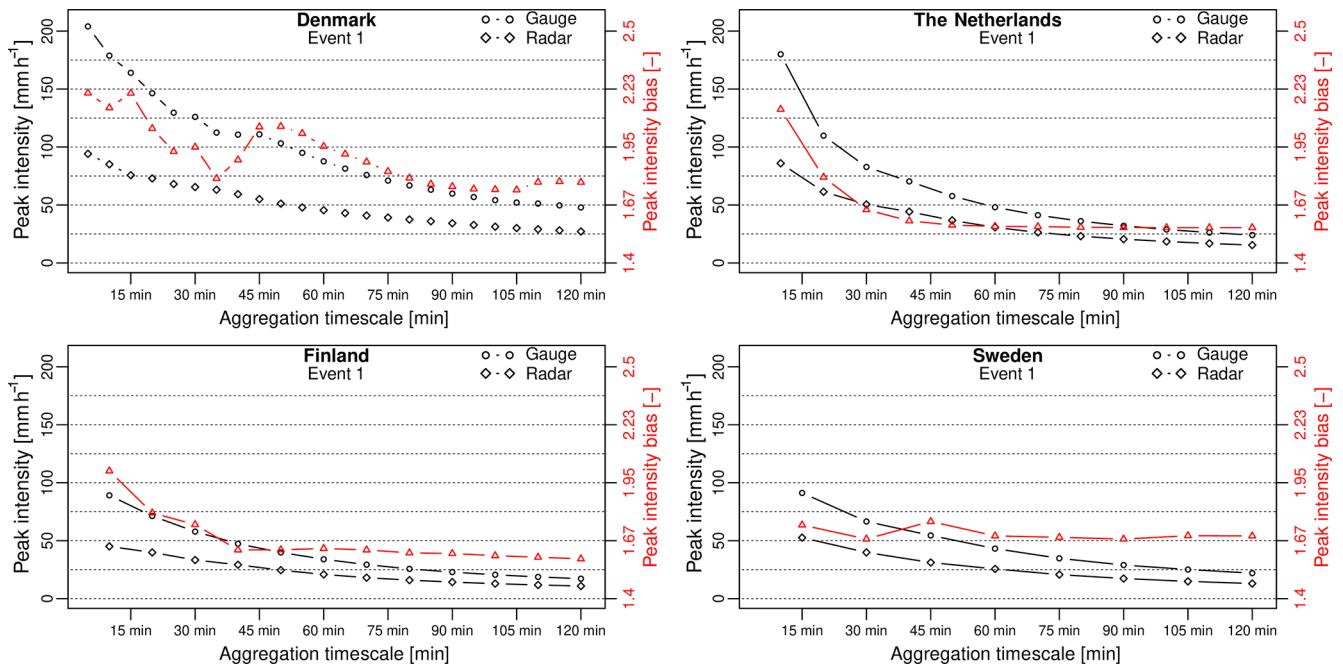 Denmark
Event 1
Gauge
Radar
Peak intensity [mm h⁻¹]
0 50 100 150 200
Peak intensity bias [−]
1.4 1.67 1.95 2.23 2.5
15 min 30 min 45 min 60 min 75 min 90 min 105 min 120 min
Aggregation timescale [min]
The Netherlands
Event 1
Gauge
Radar
Peak intensity [mm h⁻¹]
0 50 100 150 200
Peak intensity bias [−]
1.4 1.67 1.95 2.23 2.5
15 min 30 min 45 min 60 min 75 min 90 min 105 min 120 min
Aggregation timescale [min]
Finland
Event 1
Gauge
Radar
Peak intensity [mm h⁻¹]
0 50 100 150 200
Peak intensity bias [−]
1.4 1.67 1.95 2.23 2.5
15 min 30 min 45 min 60 min 75 min 90 min 105 min 120 min
Aggregation timescale [min]
Sweden
Event 1
Gauge
Radar
Peak intensity [mm h⁻¹]
0 50 100 150 200
Peak intensity bias [−]
1.4 1.67 1.95 2.23 2.5
15 min 30 min 45 min 60 min 75 min 90 min 105 min 120 min
Aggregation timescale [min]